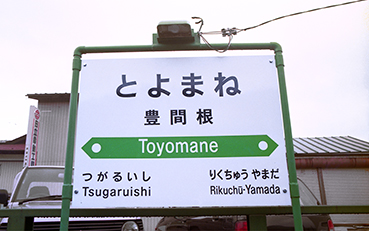 とよまね
豊間根
Toyomane
つがるいし
Tsugaruishi
りくちゅう やまだ
Rikuchū-Yamada